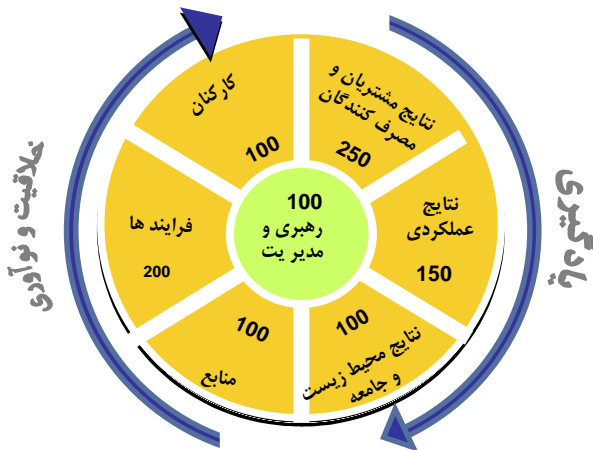 کارکنان
100
نتایج مشتریان و
مصرف کنندگان
250
نتایج
عملکردی
150
نتایج محیط زیست
و جامعه
100
منابع
100
فرایند ها
200
100
رهبری و
مدیر یت
یادگیری
خلاقیت و نوآوری